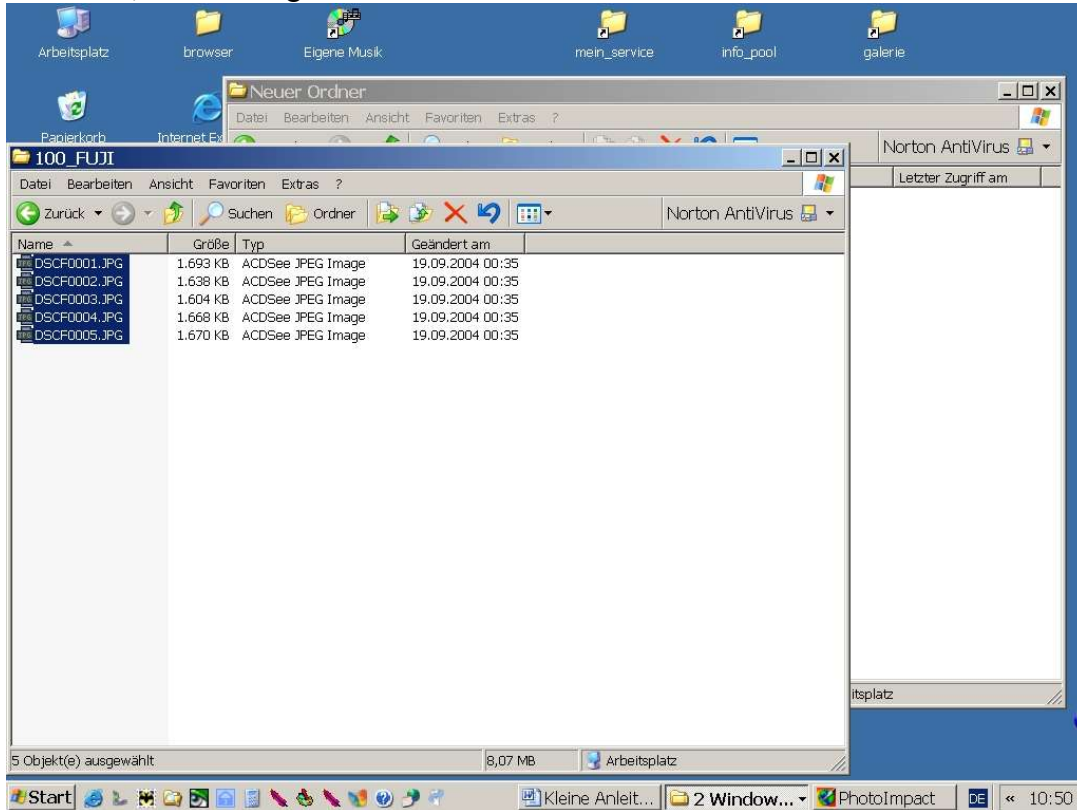 Arbeitsplatz
browser
Eigene Musik
mein_service
info_pool
galerie
Papierkorb
Internet Ex
Neuer Ordner
Datei Bearbeiten Ansicht Favoriten Extras ?
Norton AntiVirus
Letzter Zugriff am
100_FUJI
Datei Bearbeiten Ansicht Favoriten Extras ?
Zurück Suchen Ordner Norton AntiVirus
Name Größe Typ Geändert am
DSCF0001.JPG 1.693 KB ACDSee JPEG Image 19.09.2004 00:35
DSCF0002.JPG 1.638 KB ACDSee JPEG Image 19.09.2004 00:35
DSCF0003.JPG 1.604 KB ACDSee JPEG Image 19.09.2004 00:35
DSCF0004.JPG 1.668 KB ACDSee JPEG Image 19.09.2004 00:35
DSCF0005.JPG 1.670 KB ACDSee JPEG Image 19.09.2004 00:35
itsplatz
5 Objekt(e) ausgewählt 8,07 MB Arbeitsplatz
Start Kleine Anleit... 2 Window... PhotoImpact DE « 10:50